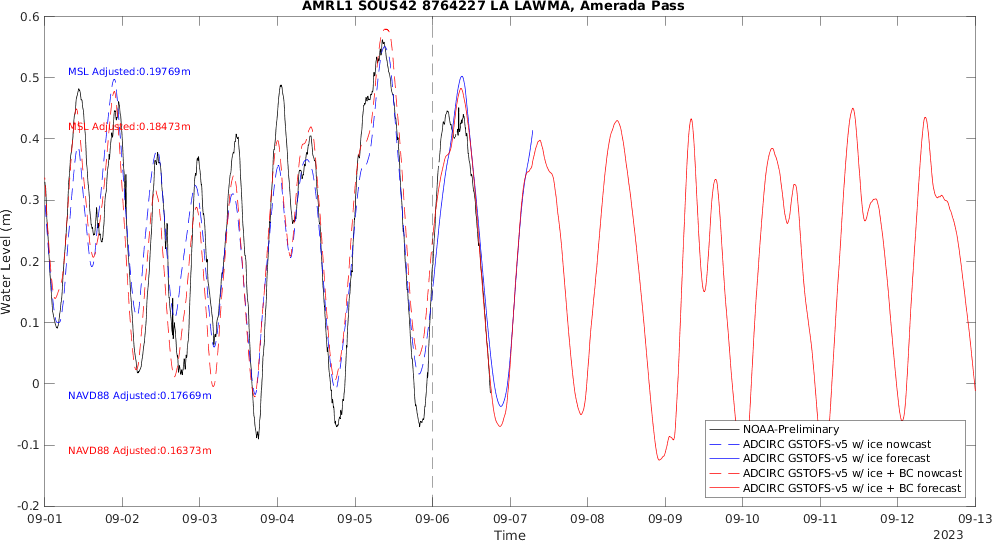 AMRL1 SOUS42 8764227 LA LAWMA, Amerada Pass
0.6
0.5
0.4
0.3
0.2
0.1
0
-0.1
-0.2
Water Level (m)
MSL Adjusted:0.19769m
MSL Adjusted:0.18473m
NAVD88 Adjusted:0.17669m
NAVD88 Adjusted:0.16373m
NOAA-Preliminary
ADCIRC GSTOFS-v5 w/ ice nowcast
ADCIRC GSTOFS-v5 w/ ice forecast
ADCIRC GSTOFS-v5 w/ ice + BC nowcast
ADCIRC GSTOFS-v5 w/ ice + BC forecast
09-01 09-02 09-03 09-04 09-05 09-06 09-07 09-08 09-09 09-10 09-11 09-12 09-13
Time
2023